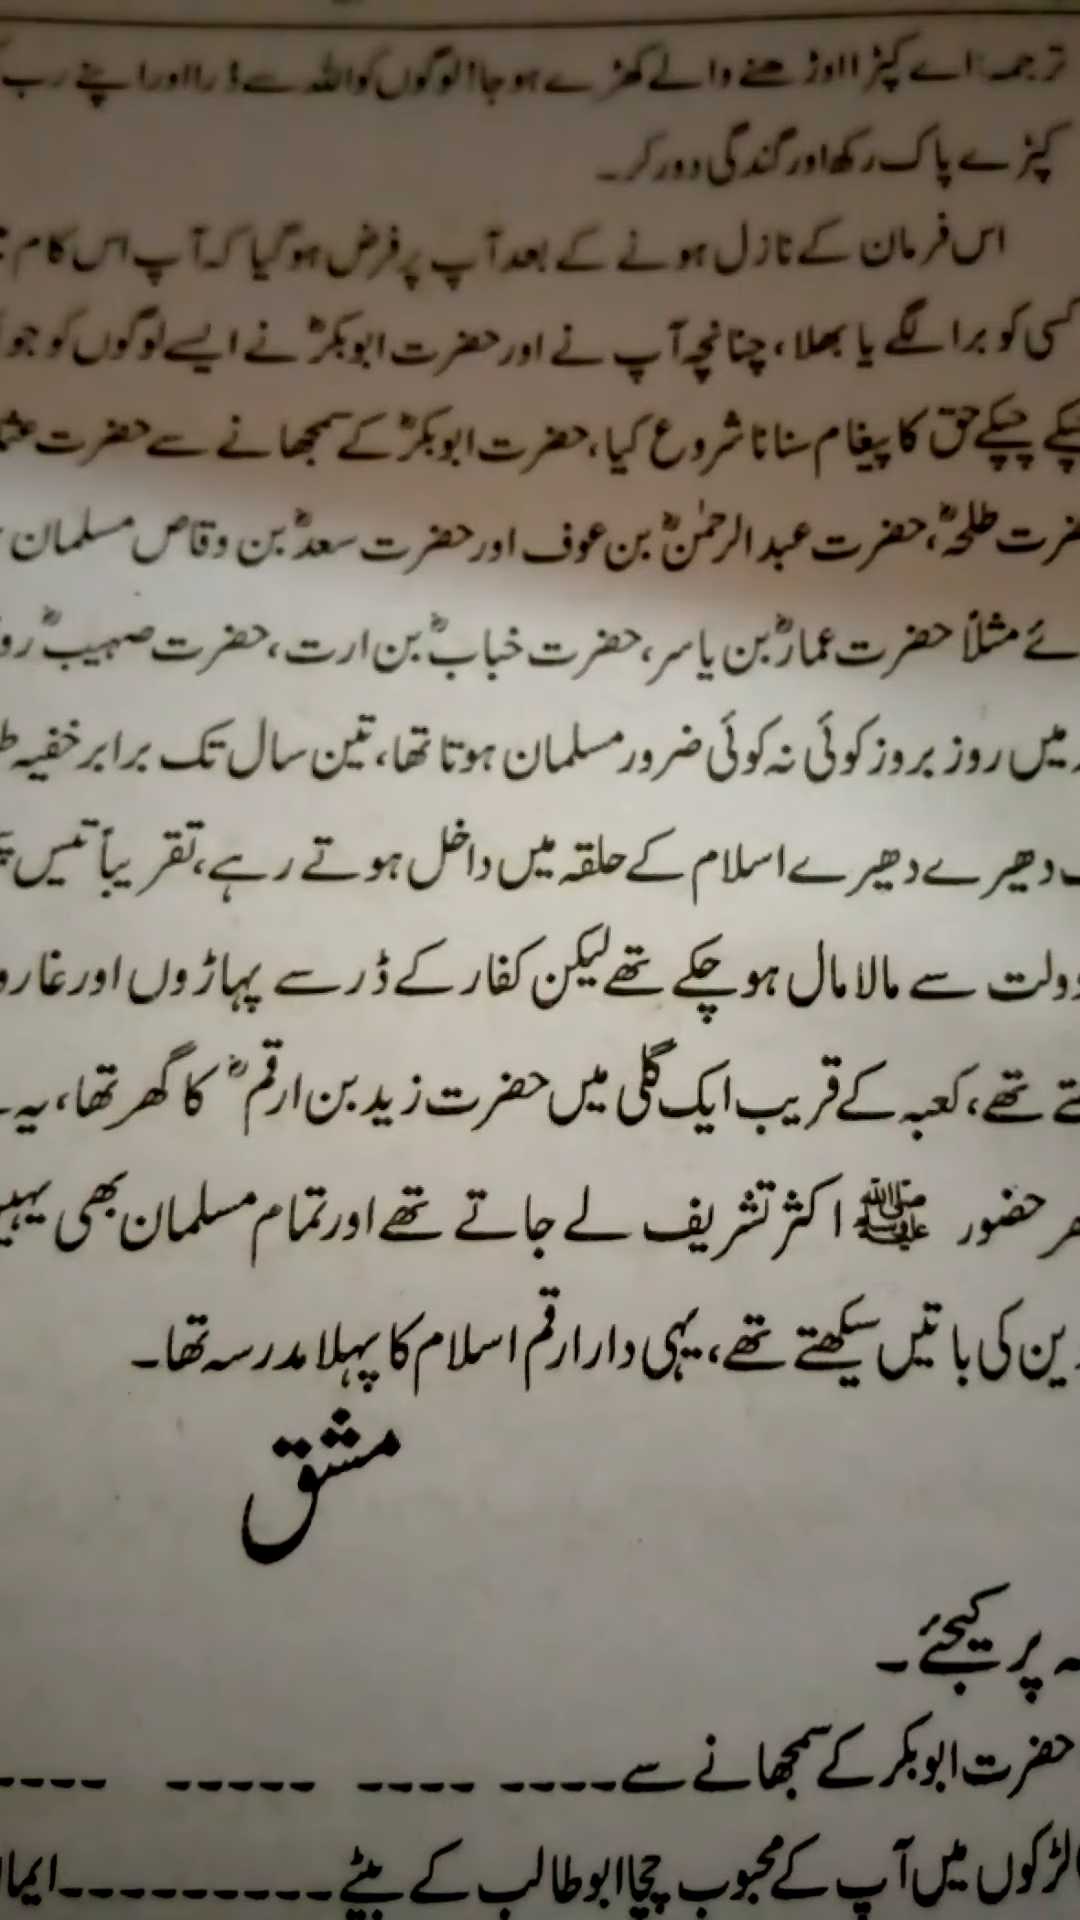 ترجمہ: اے کپڑا اوڑھنے والے کھڑے ہو جا! لوگوں کو اللہ سے ڈرا اور اپنے رب
کپڑے پاک رکھ اور گندگی دور کر۔
اس فرمان کے نازل ہونے کے بعد آپ پر فرض ہو گیا کہ آپ اس کام
کسی کو برا لگے یا بھلا، چنانچہ آپ نے اور حضرت ابوبکرؓ نے ایسے لوگوں کو جو
چپکے چپکے حق کا پیغام سنانا شروع کیا، حضرت ابوبکرؓ کے سمجھانے سے حضرت
طلحہؓ، حضرت عبدالرحمٰنؓ بن عوف اور حضرت سعدؓ بن وقاص مسلمان
ئے مثلاً حضرت عمارؓ بن یاسر، حضرت خبابؓ بن ارت، حضرت صہیبؓ
میں روز بروز کوئی نہ کوئی ضرور مسلمان ہوتا تھا، تین سال تک برابر خفیہ
دھیرے دھیرے اسلام کے حلقہ میں داخل ہوتے رہے، تقریباً تیس
دولت سے مالا مال ہو چکے تھے لیکن کفار کے ڈر سے پہاڑوں اور
تے تھے، کعبہ کے قریب ایک گلی میں حضرت زید بن ارقمؓ کا گھر تھا، یہ
حضور ﷺ اکثر تشریف لے جاتے تھے اور تمام مسلمان بھی
دین کی باتیں سیکھتے تھے، یہی دار ارقم اسلام کا پہلا مدرسہ تھا۔
مشق
پر کیجئے۔
حضرت ابوبکر کے سمجھانے سے ---- ---- ----- ----
لڑکوں میں آپ کے محبوب چچا ابو طالب کے بیٹے ----------